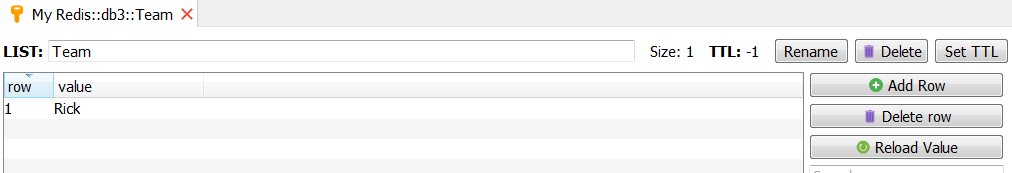 My Redis::db3::Team
LIST: Team Size: 1 TTL: -1 Rename Delete Set TTL
row value Add Row
1 Rick Delete row
Reload Value